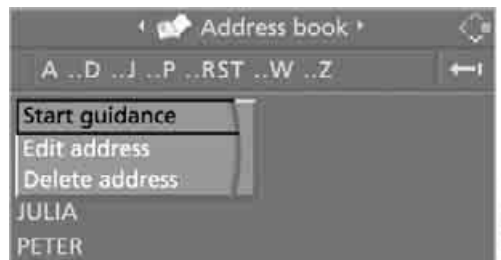 Address book
A ..D ..J ..P ..RST ..W ..Z
Start guidance
Edit address
Delete address
JULIA
PETER